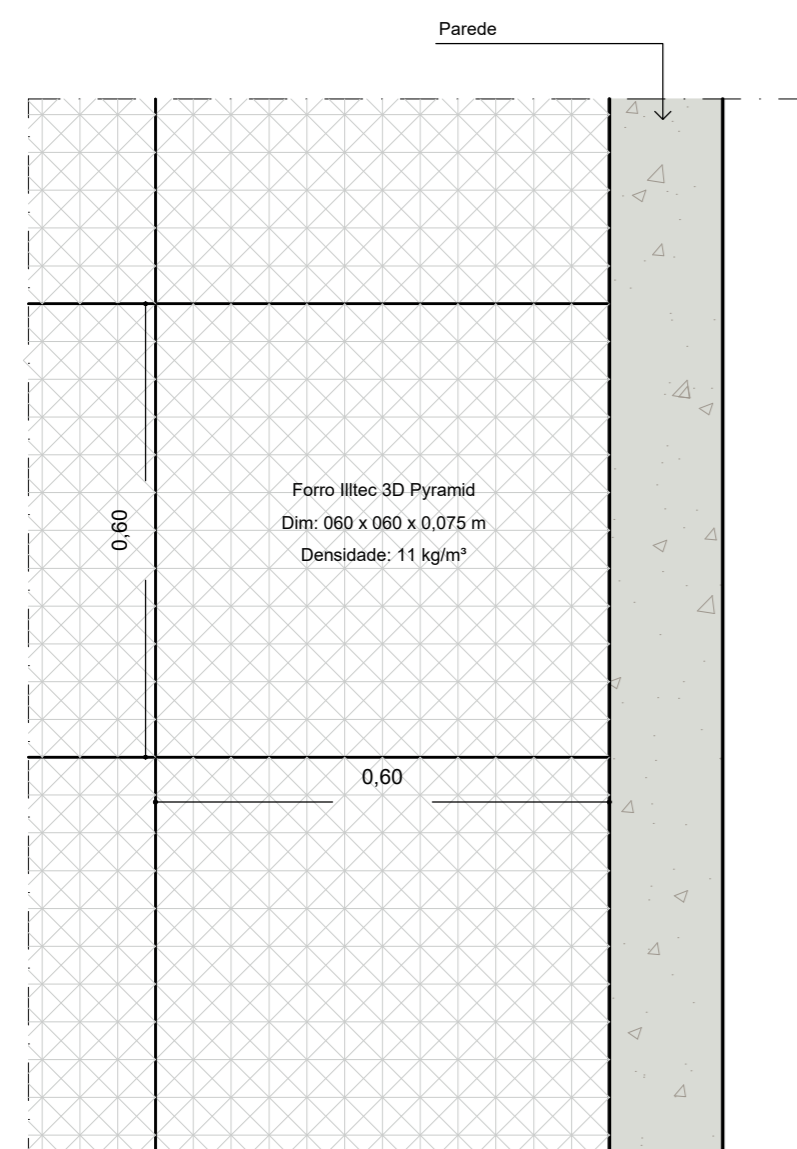 Parede
Forro Illtec 3D Pyramid
Dim: 060 x 060 x 0,075 m
Densidade: 11 kg/m³
0,60
0,60